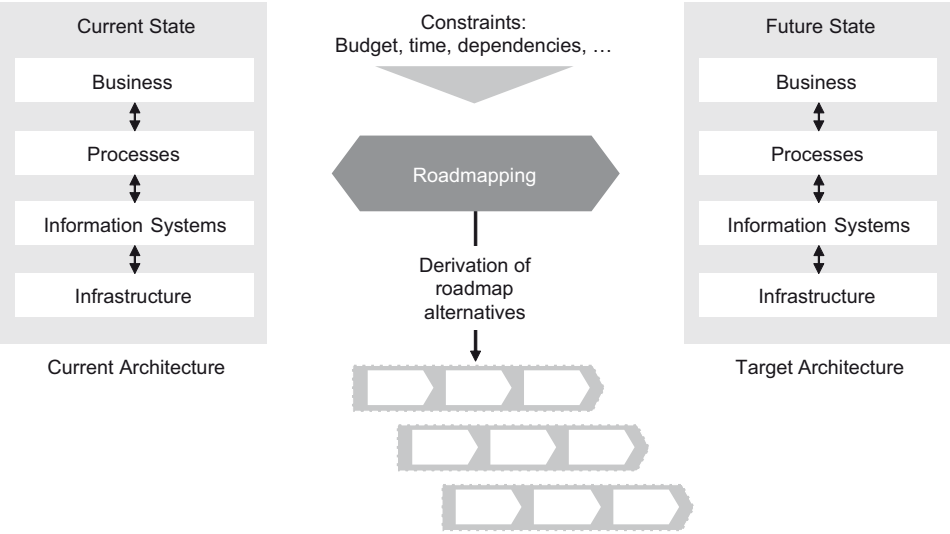 Current State
Business
Processes
Information Systems
Infrastructure
Current Architecture
Constraints:
Budget, time, dependencies, …
Roadmapping
Derivation of
roadmap
alternatives
Future State
Business
Processes
Information Systems
Infrastructure
Target Architecture